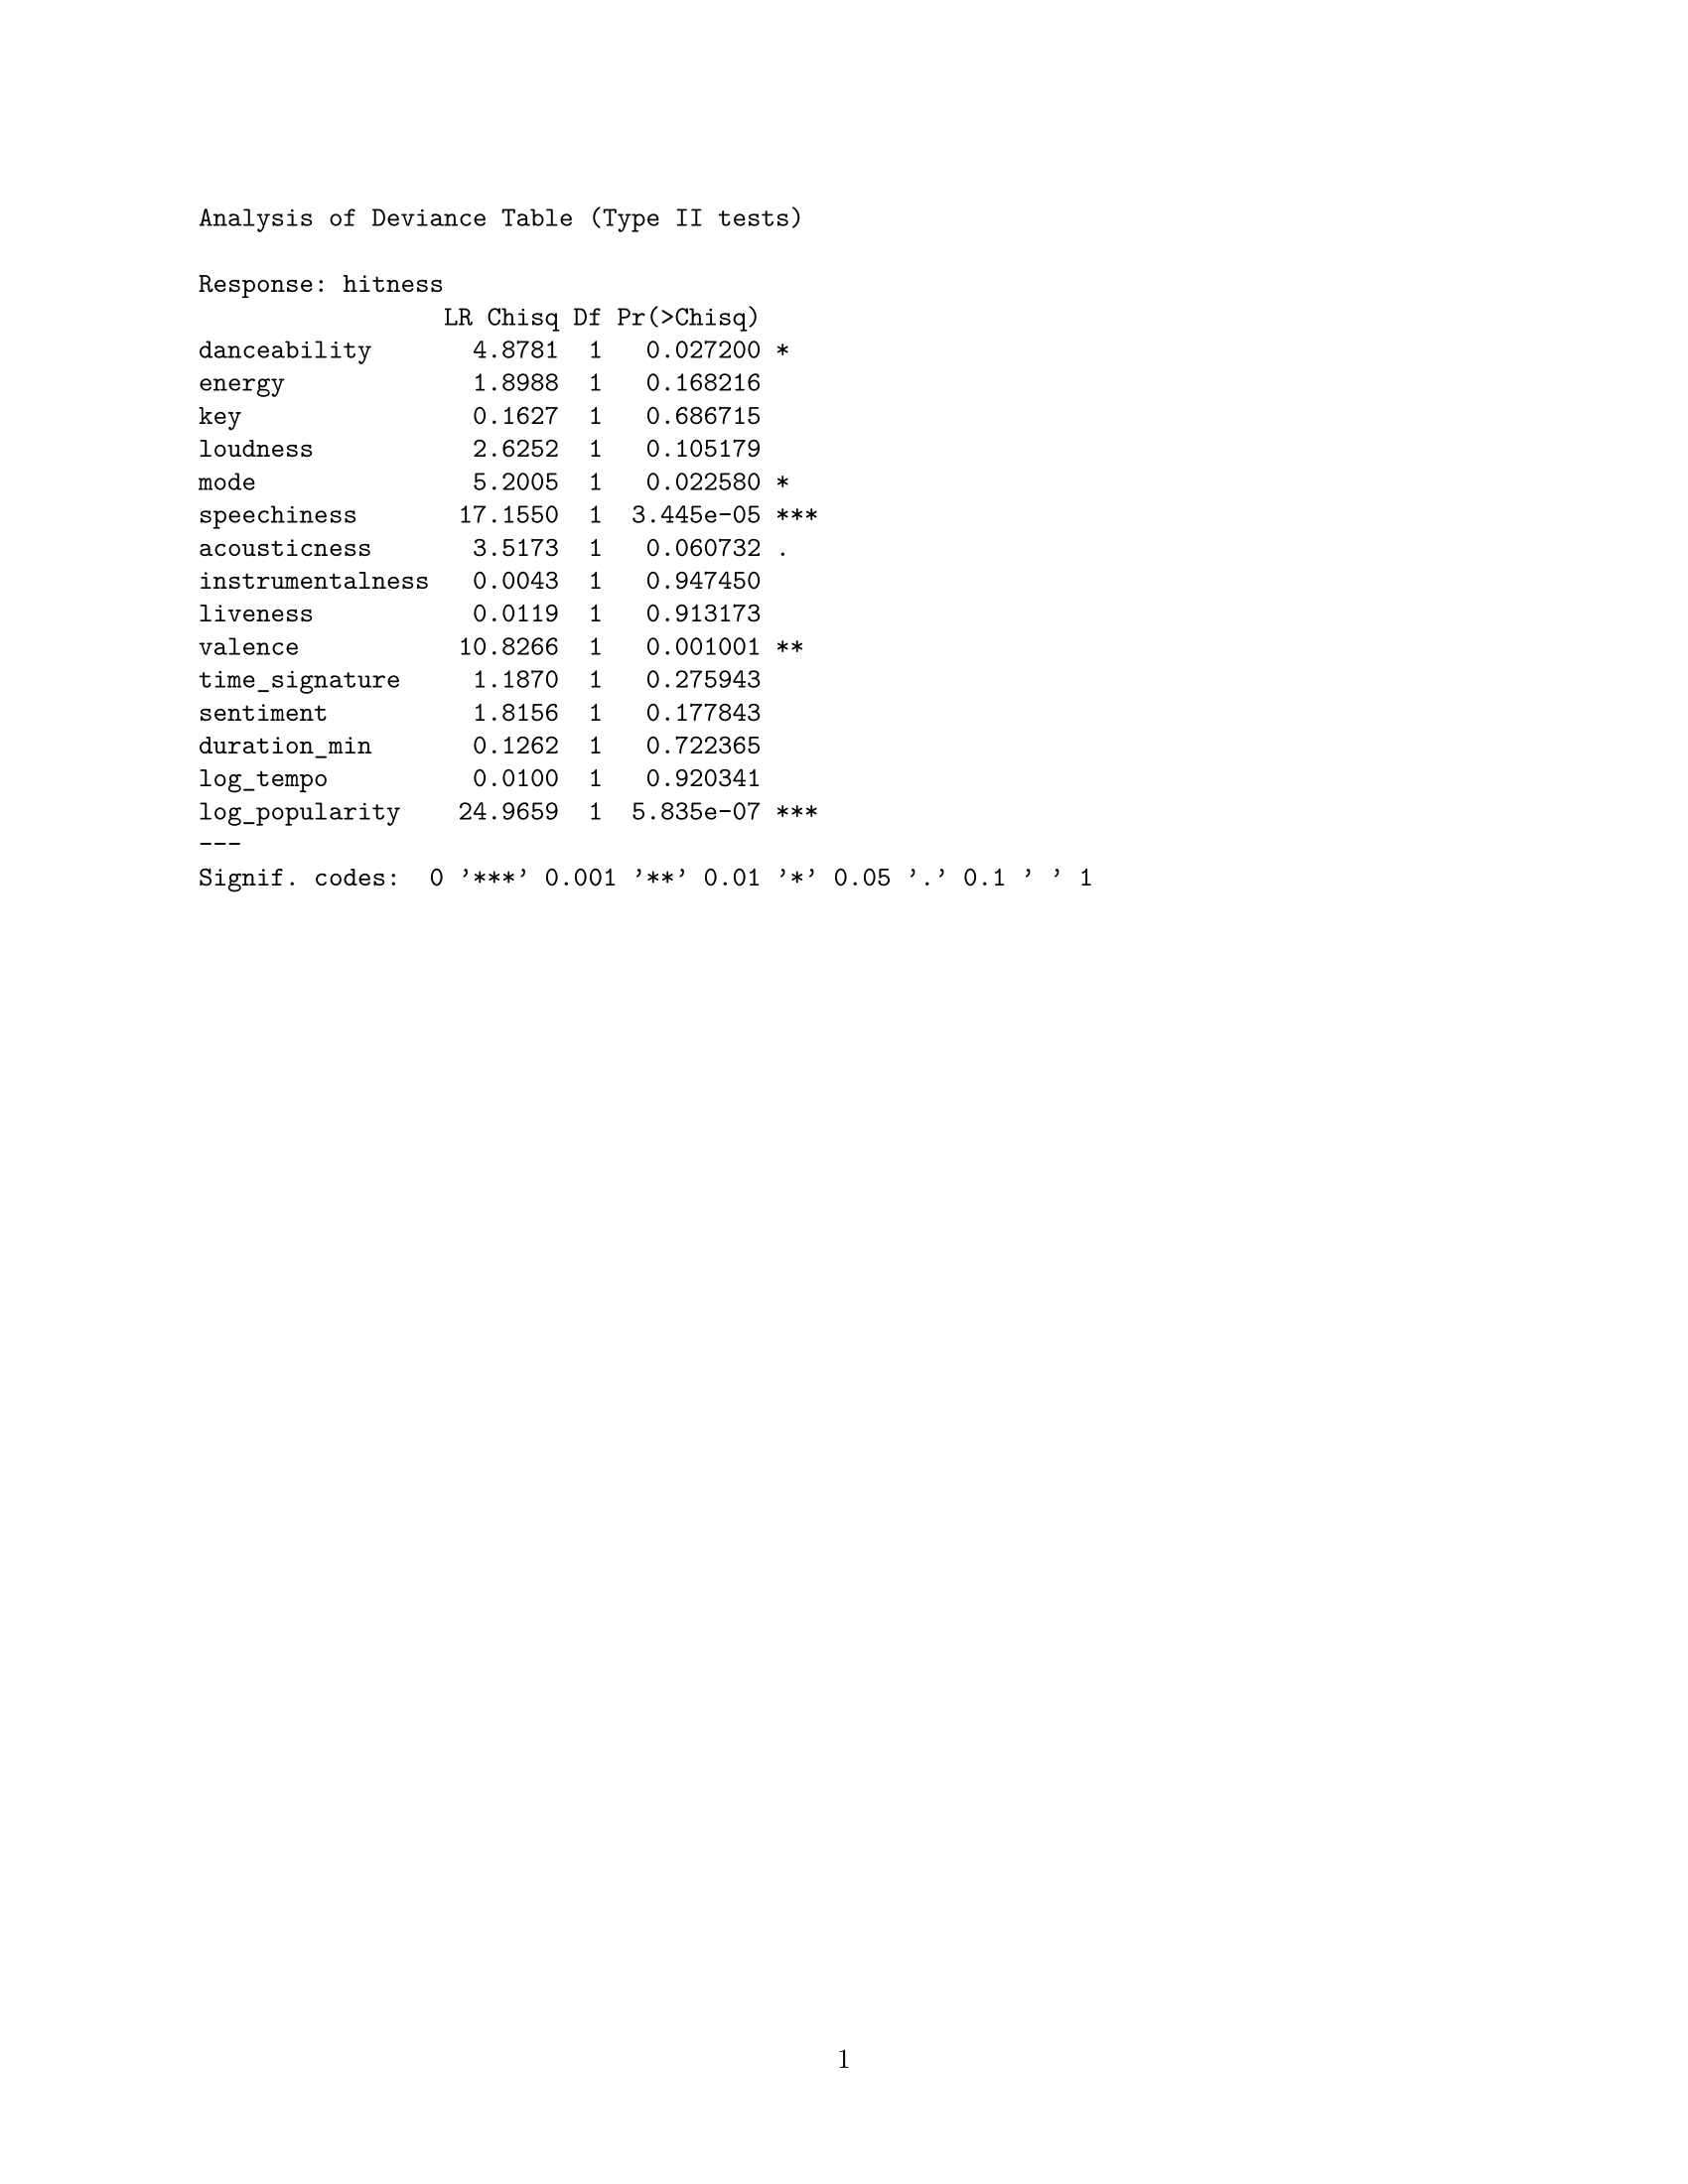 Analysis of Deviance Table (Type II tests)
Response: hitness
                 LR Chisq Df Pr(>Chisq)
danceability       4.8781  1   0.027200 *
energy             1.8988  1   0.168216
key                0.1627  1   0.686715
loudness           2.6252  1   0.105179
mode               5.2005  1   0.022580 *
speechiness       17.1550  1  3.445e-05 ***
acousticness       3.5173  1   0.060732 .
instrumentalness   0.0043  1   0.947450
liveness           0.0119  1   0.913173
valence           10.8266  1   0.001001 **
time_signature     1.1870  1   0.275943
sentiment          1.8156  1   0.177843
duration_min       0.1262  1   0.722365
log_tempo          0.0100  1   0.920341
log_popularity    24.9659  1  5.835e-07 ***
---
Signif. codes:  0 ’***’ 0.001 ’**’ 0.01 ’*’ 0.05 ’.’ 0.1 ’ ’ 1
1